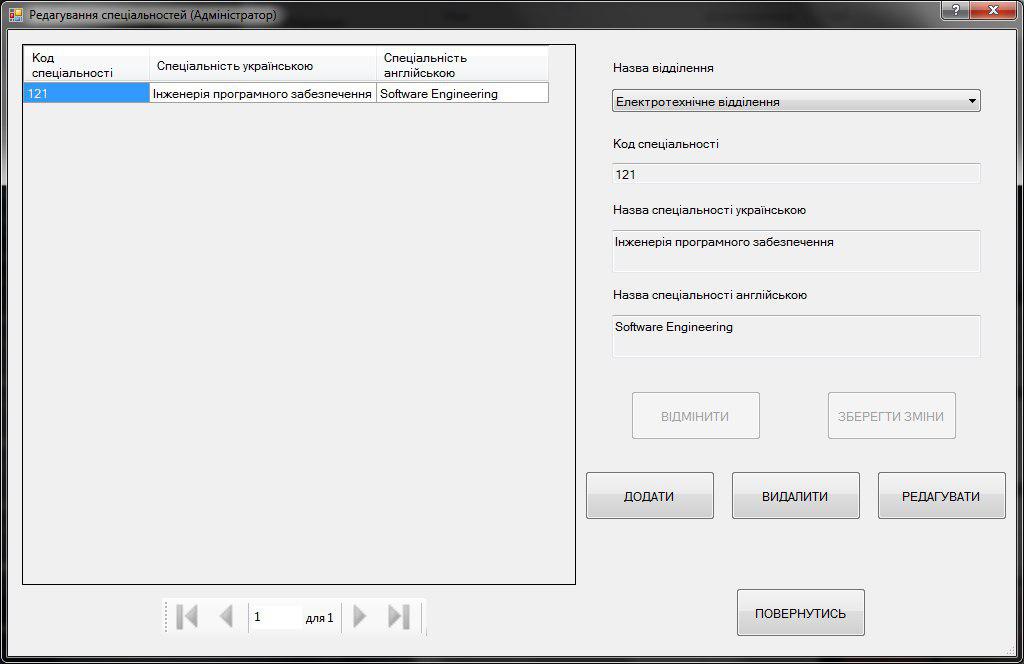 Редагування спеціальностей (Адміністратор)
Код
спеціальності
Спеціальність українською
Спеціальність
англійською
121
Інженерія програмного забезпечення
Software Engineering
Назва відділення
Електротехнічне відділення
Код спеціальності
121
Назва спеціальності українською
Інженерія програмного забезпечення
Назва спеціальності англійською
Software Engineering
ВІДМІНИТИ
ЗБЕРЕГТИ ЗМІНИ
ДОДАТИ
ВИДАЛИТИ
РЕДАГУВАТИ
1
для 1
ПОВЕРНУТИСЬ